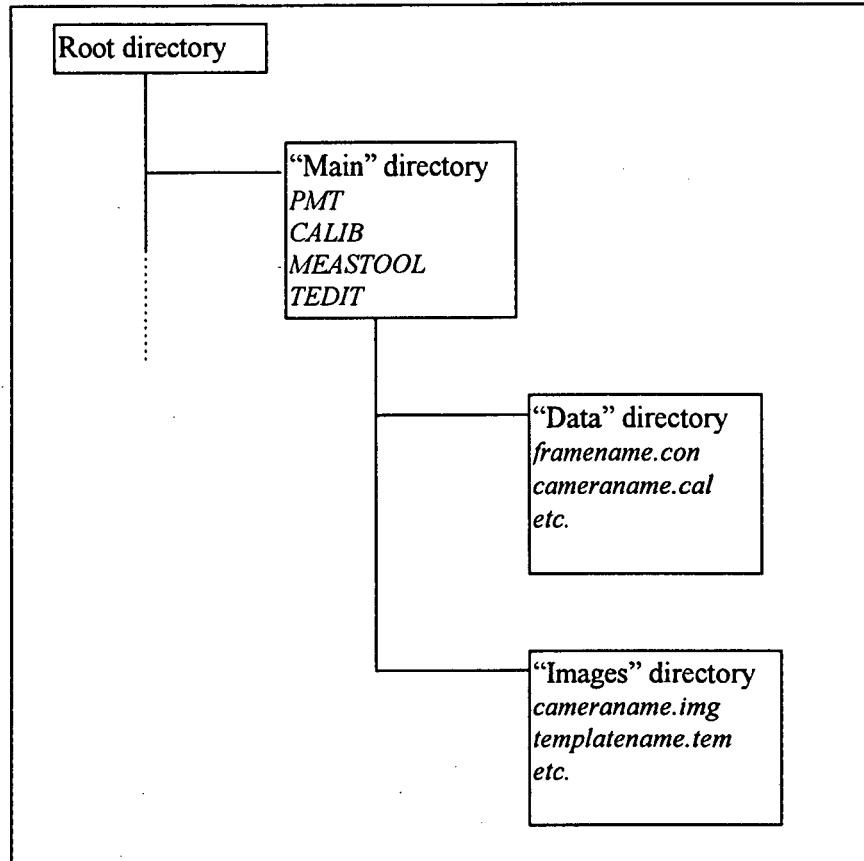 Root directory
“Main” directory
PMT
CALIB
MEASTOOL
TEDIT
“Data” directory
framename.con
cameraname.cal
etc.
“Images” directory
cameraname.img
templatename.tem
etc.